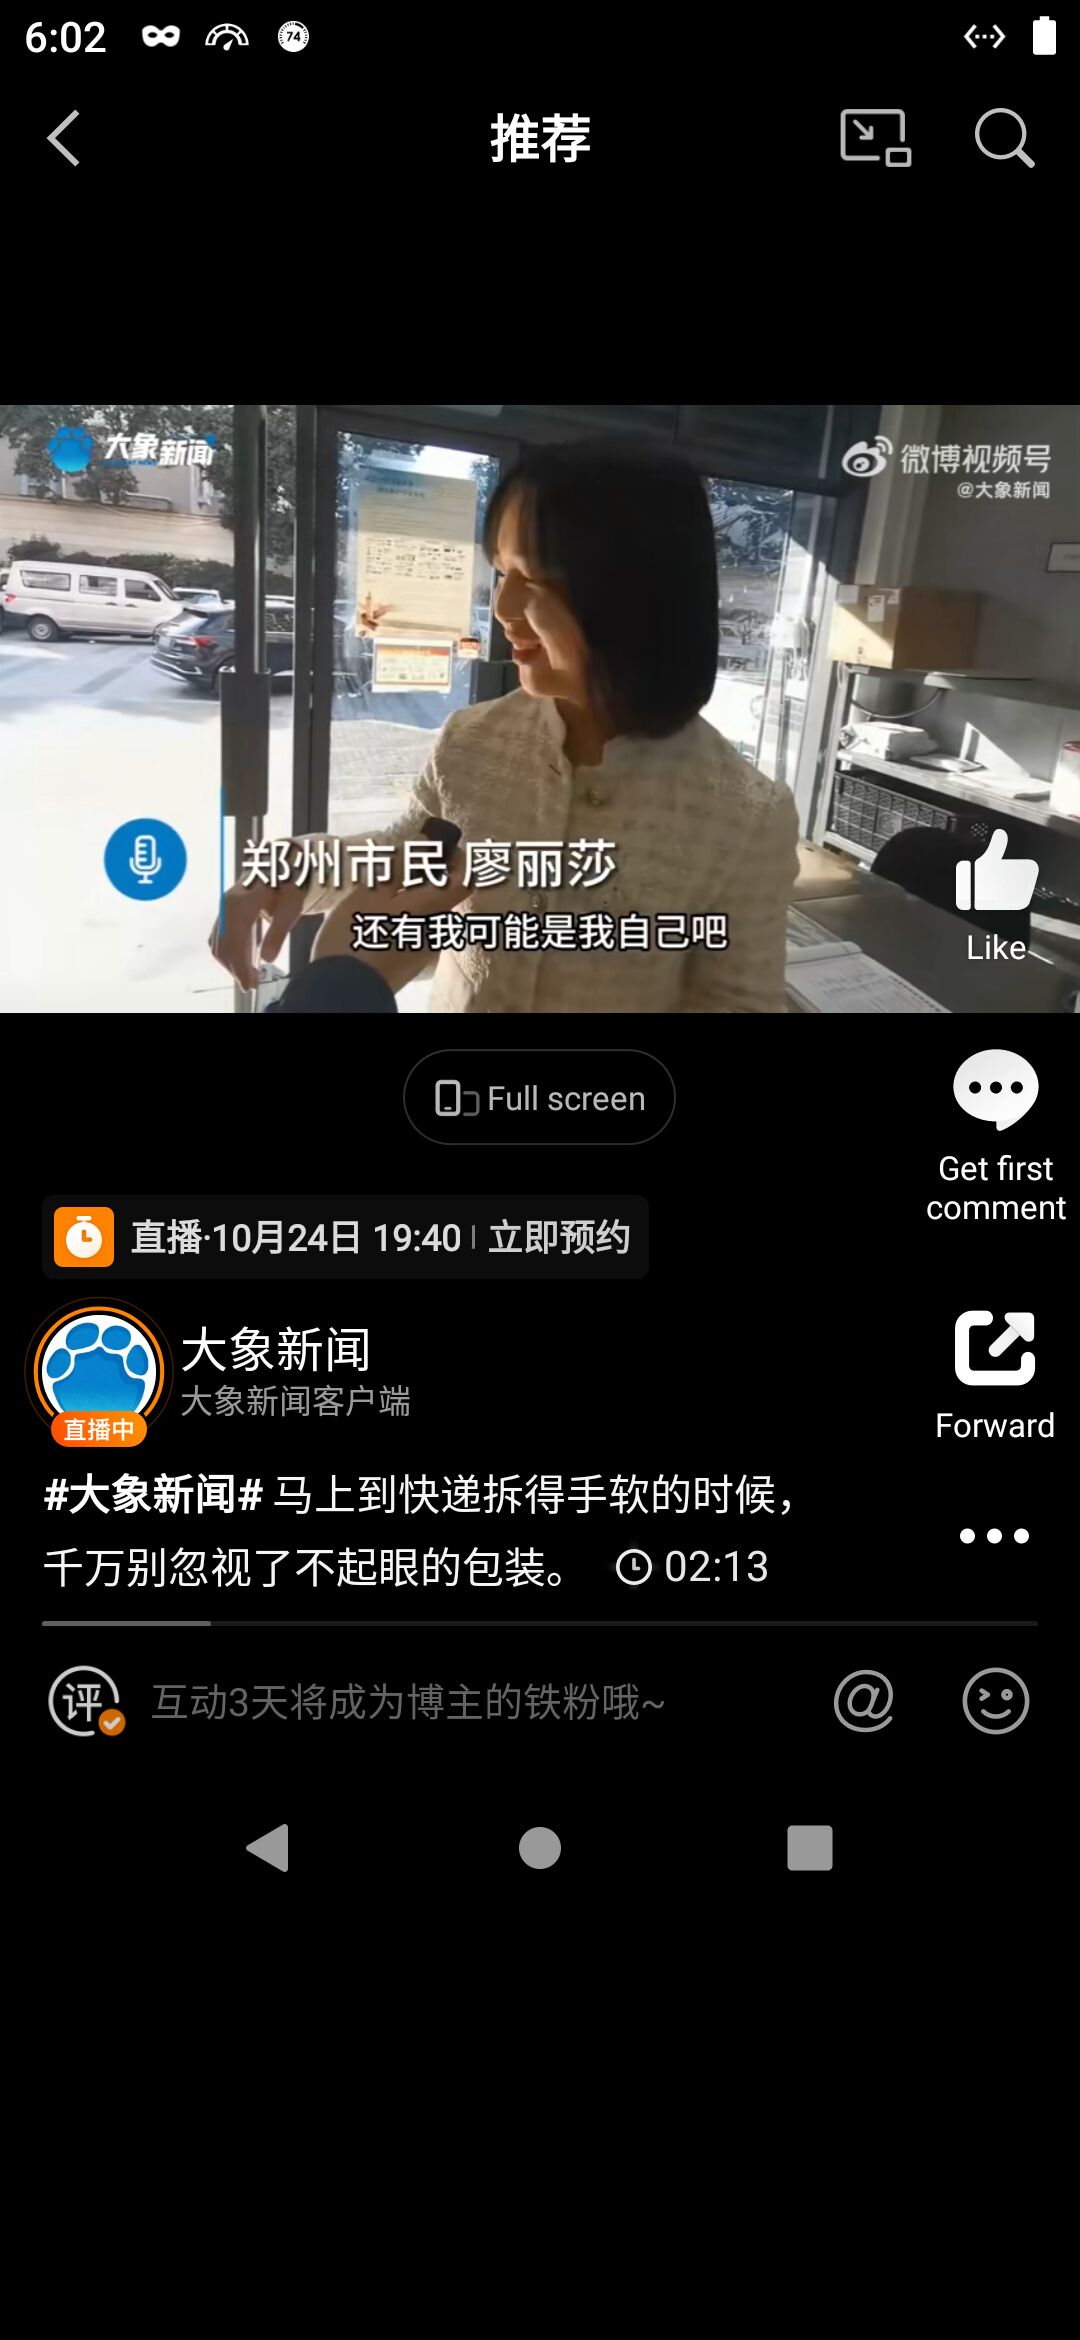 6:02
74
推荐
大象新闻
微博视频号
@大象新闻
郑州市民 廖丽莎
还有我可能是我自己吧
Like
Full screen
Get first
comment
直播·10月24日 19:40 | 立即预约
大象新闻
大象新闻客户端
直播中
Forward
#大象新闻# 马上到快递拆得手软的时候，
千万别忽视了不起眼的包装。 02:13
评
互动3天将成为博主的铁粉哦~